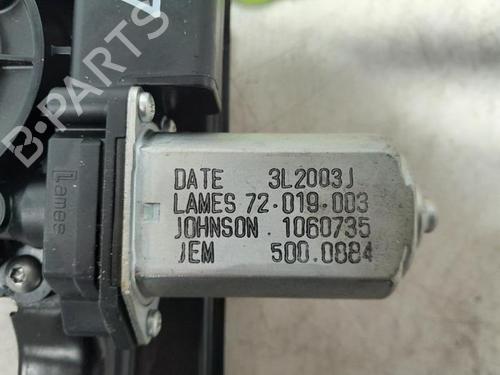 B-PARTS
Lames
DATE 3L2003J
LAMES 72.019.003
JOHNSON . 1060735
JEM 500.0884